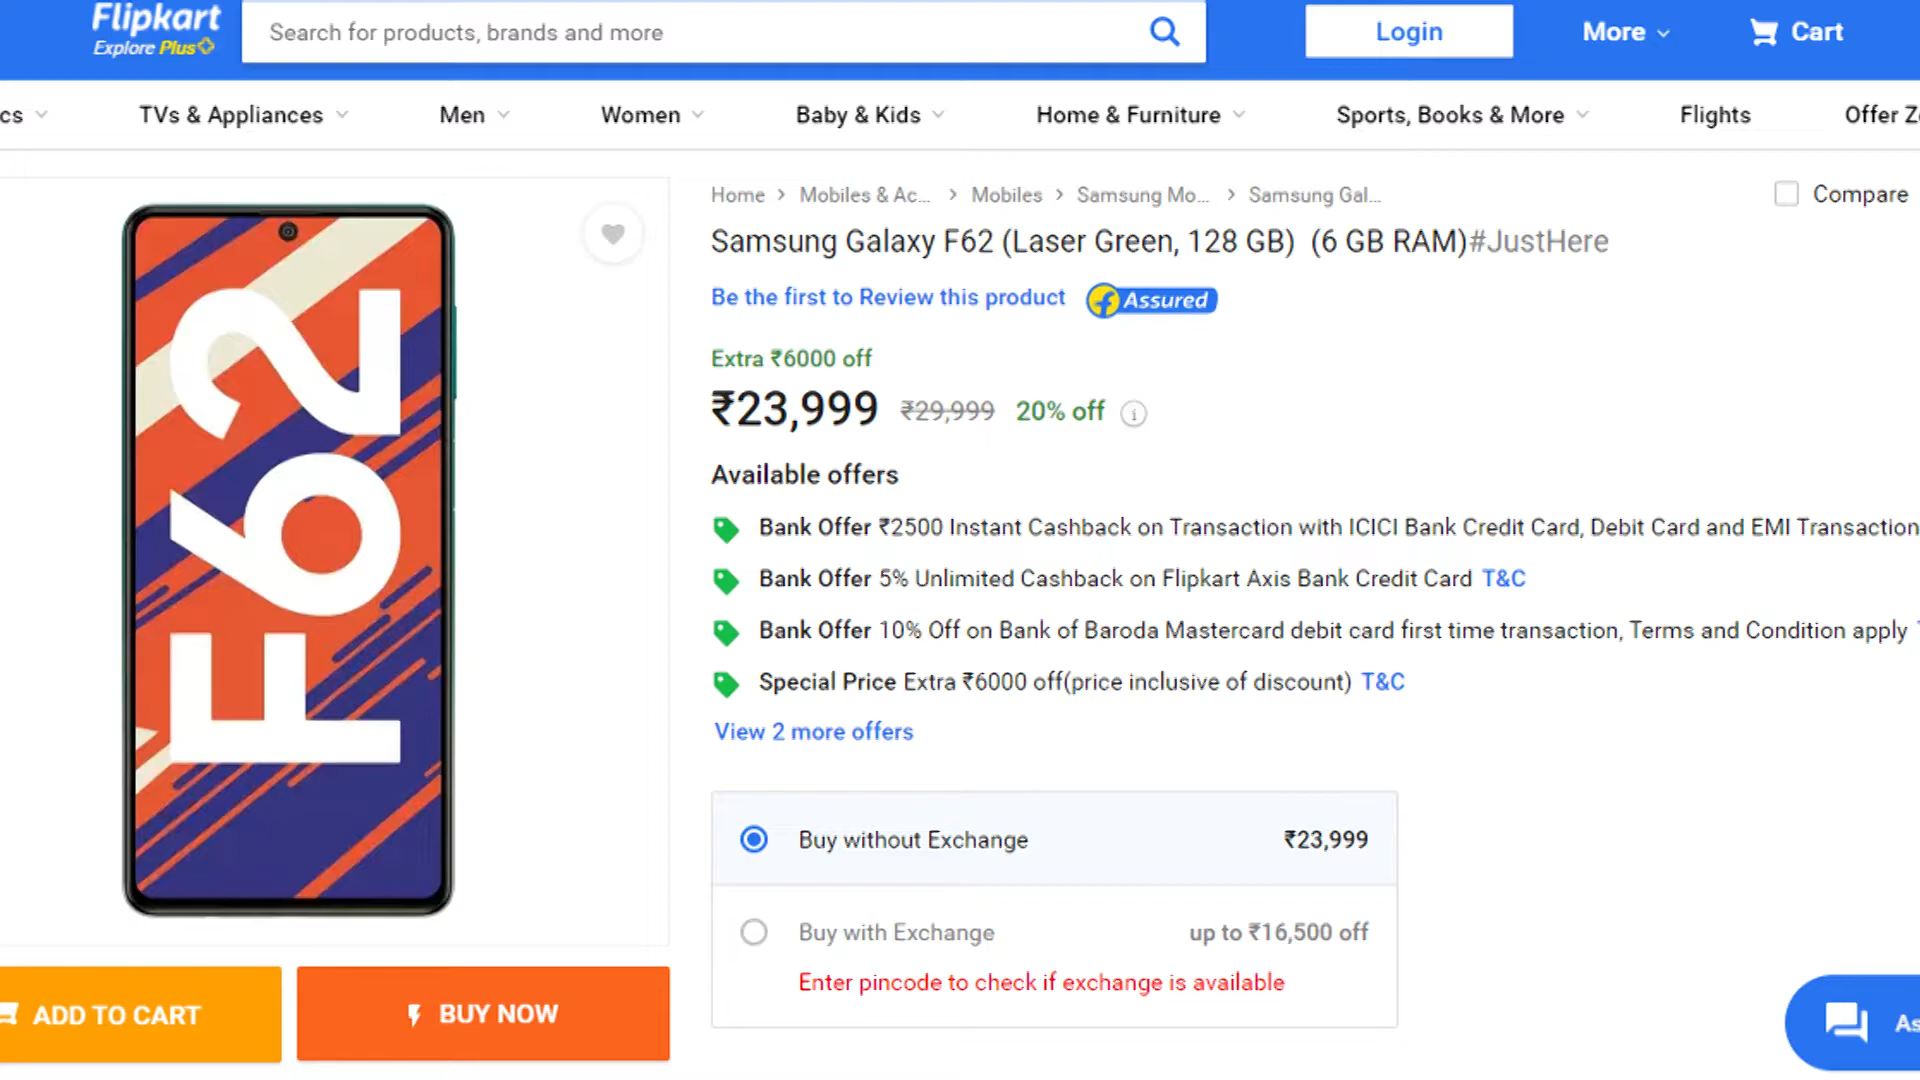 Flipkart
Explore Plus
Search for products, brands and more
Login
More
Cart
cs
TVs & Appliances
Men
Women
Baby & Kids
Home & Furniture
Sports, Books & More
Flights
Offer Z
Home > Mobiles & Ac... > Mobiles > Samsung Mo... > Samsung Gal...
Compare
Samsung Galaxy F62 (Laser Green, 128 GB) (6 GB RAM)#JustHere
Be the first to Review this product
Assured
Extra ₹6000 off
₹23,999 ₹29,999 20% off
Available offers
Bank Offer ₹2500 Instant Cashback on Transaction with ICICI Bank Credit Card, Debit Card and EMI Transaction
Bank Offer 5% Unlimited Cashback on Flipkart Axis Bank Credit Card T&C
Bank Offer 10% Off on Bank of Baroda Mastercard debit card first time transaction, Terms and Condition apply
Special Price Extra ₹6000 off(price inclusive of discount) T&C
View 2 more offers
Buy without Exchange ₹23,999
Buy with Exchange up to ₹16,500 off
Enter pincode to check if exchange is available
F62
ADD TO CART
BUY NOW
As